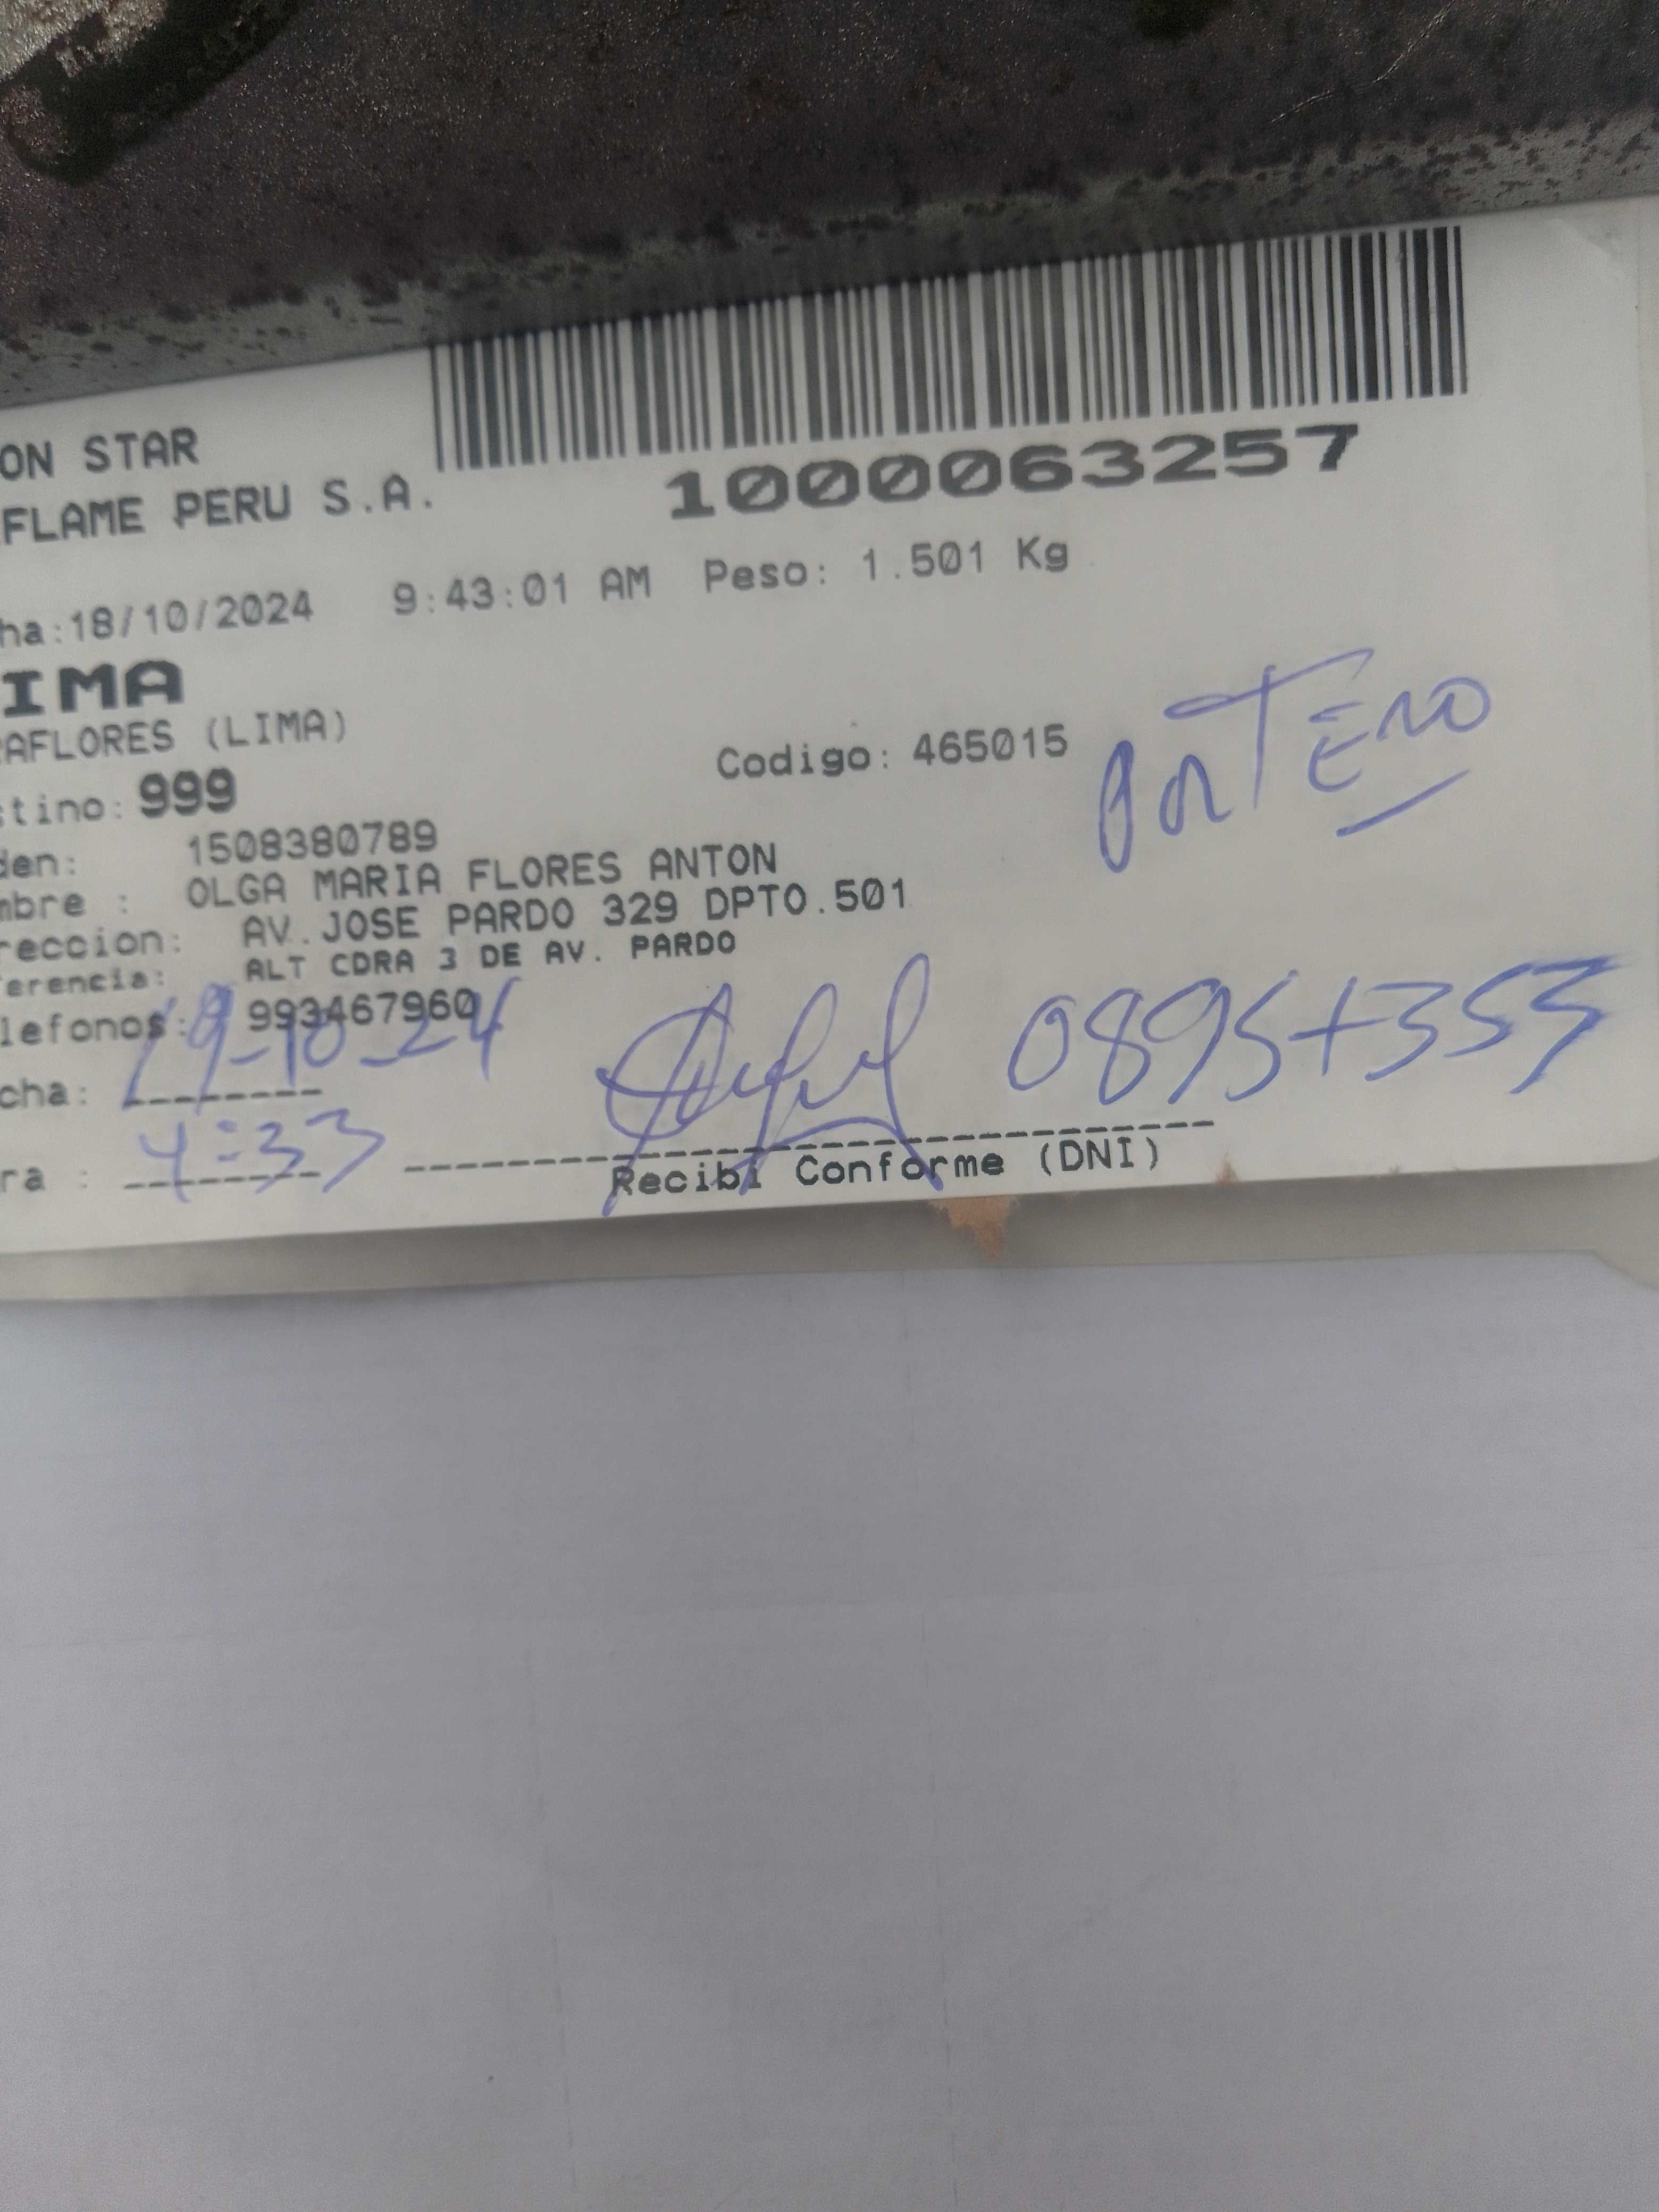 ON STAR
FLAME PERU S.A.
1000063257
ha:18/10/2024 9:43:01 AM Peso: 1.501 Kg
IMA
AFLORES (LIMA)
Codigo: 465015
tino: 999
den: 1508380789
mbre : OLGA MARIA FLORES ANTON
reccion: AV.JOSE PARDO 329 DPTO.501
erencia: ALT CDRA 3 DE AV. PARDO
lefonos: 993467960
cha: 19-10-24
ra : 4:33
Recibi Conforme (DNI)